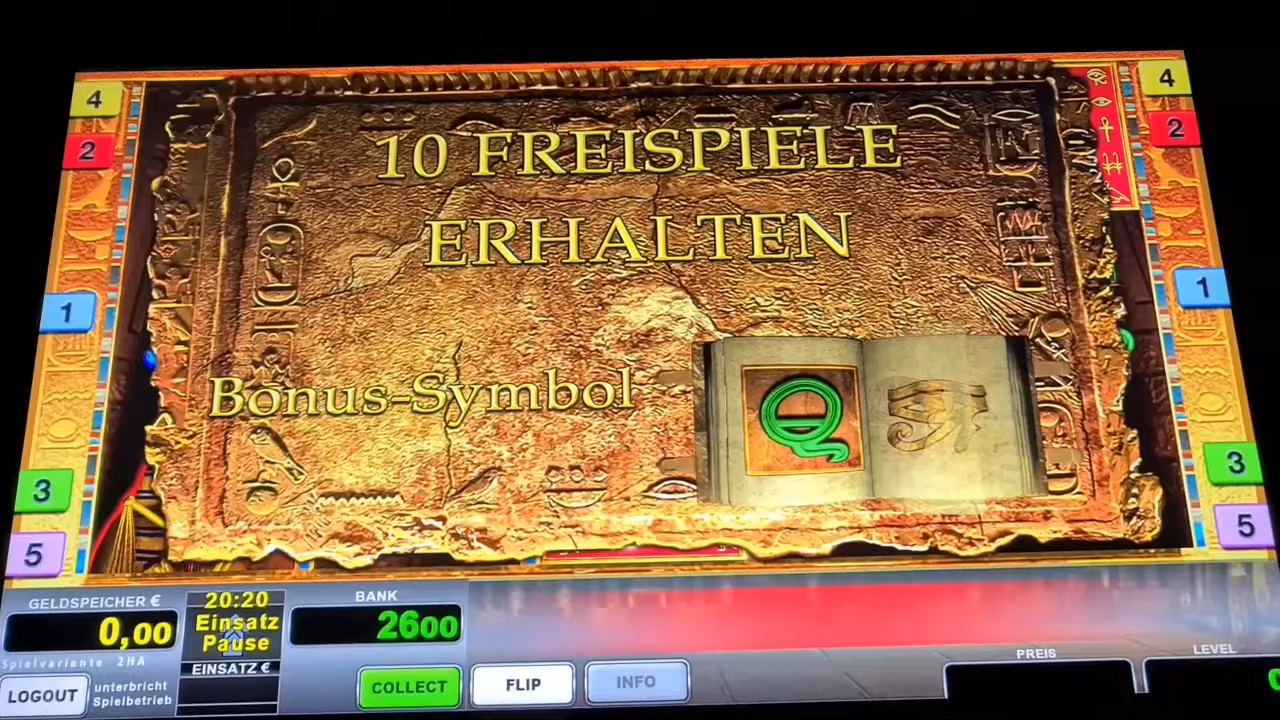 4
4
2
2
10 FREISPIELE
ERHALTEN
1
1
Bonus-Symbol
Q
3
3
5
5
GELDSPEICHER €
0,00
20:20
Einsatz
Pause
BANK
2600
Spielvariante 2HA
EINSATZ €
LOGOUT
unterbricht
Spielbetrieb
COLLECT
FLIP
INFO
PREIS
LEVEL